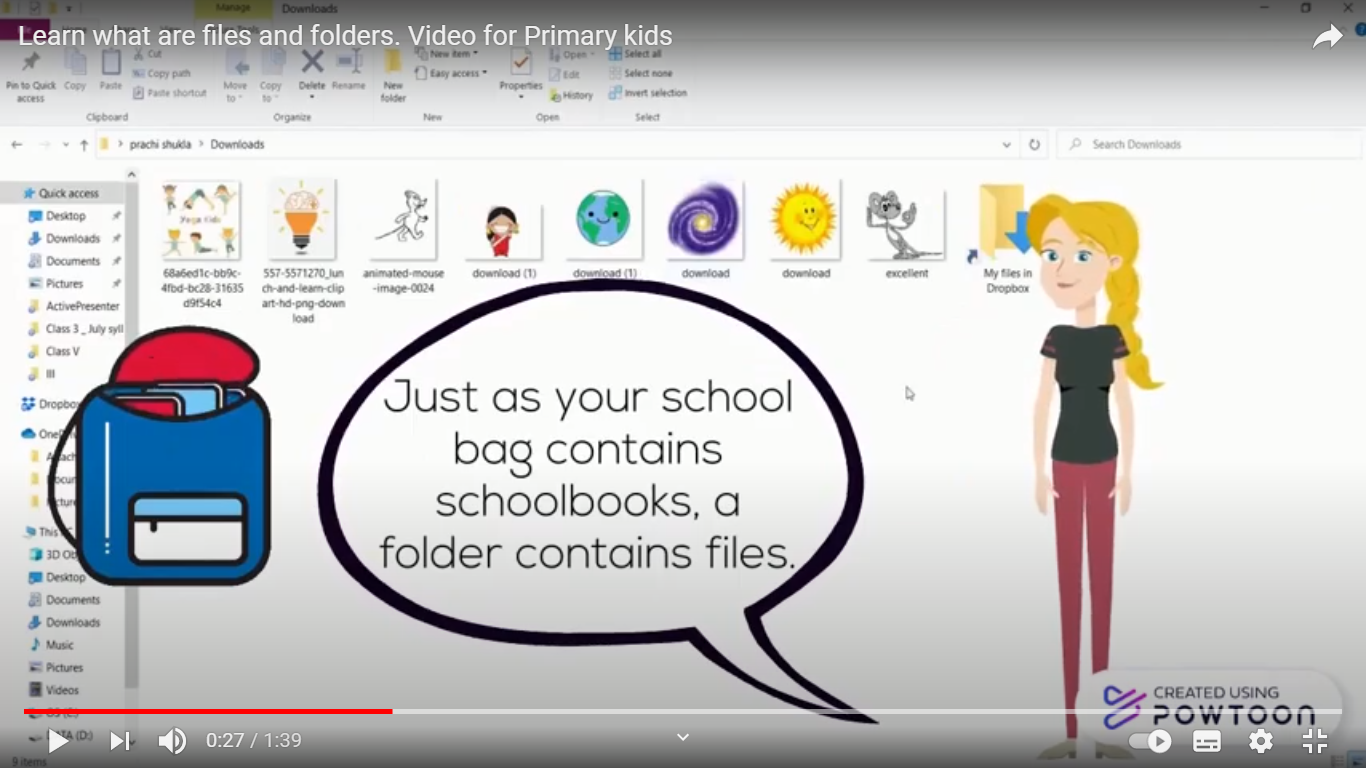 Manage
Downloads
Learn what are files and folders. Video for Primary kids
Pin to Quick access
Copy
Paste
Cut
Copy path
Paste shortcut
Move to
Copy to
Delete
Rename
New folder
New item
Easy access
Properties
Open
Edit
History
Select all
Select none
Invert selection
Clipboard
Organize
New
Open
Select
prachi shukla > Downloads
Search Downloads
Quick access
Desktop
Downloads
Documents
Pictures
ActivePresenter
Class 3 _ July syll
Class V
III
Dropbox
This
Desktop
Documents
Downloads
Music
Pictures
Videos
DATA (D:)
9 items
Yoga Kids
68a6ed1c-bb9c-
4fbd-bc28-31635
d9f54c4
557-5571270_lun
ch-and-learn-clip
art-hd-png-down
load
animated-mouse
-image-0024
download (1)
download (1)
download
download
excellent
My files in
Dropbox
Just as your school
bag contains
schoolbooks, a
folder contains files.
CREATED USING
POWTOON
0:27 / 1:39